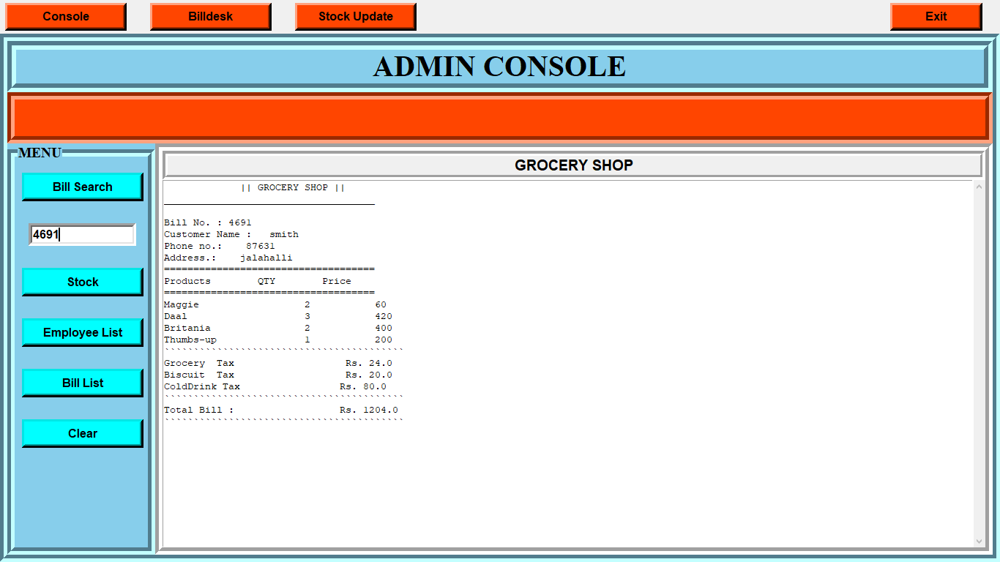 Console Billdesk Stock Update Exit
ADMIN CONSOLE
MENU
Bill Search
4691
Stock
Employee List
Bill List
Clear
GROCERY SHOP
|| GROCERY SHOP ||
____________________________________
Bill No. : 4691
Customer Name : smith
Phone no.: 87631
Address.: jalahalli
====================================
Products QTY Price
====================================
Maggie 2 60
Daal 3 420
Britania 2 400
Thumbs-up 1 200
`````````````````````````````````````````
Grocery Tax Rs. 24.0
Biscuit Tax Rs. 20.0
ColdDrink Tax Rs. 80.0
`````````````````````````````````````````
Total Bill : Rs. 1204.0
`````````````````````````````````````````